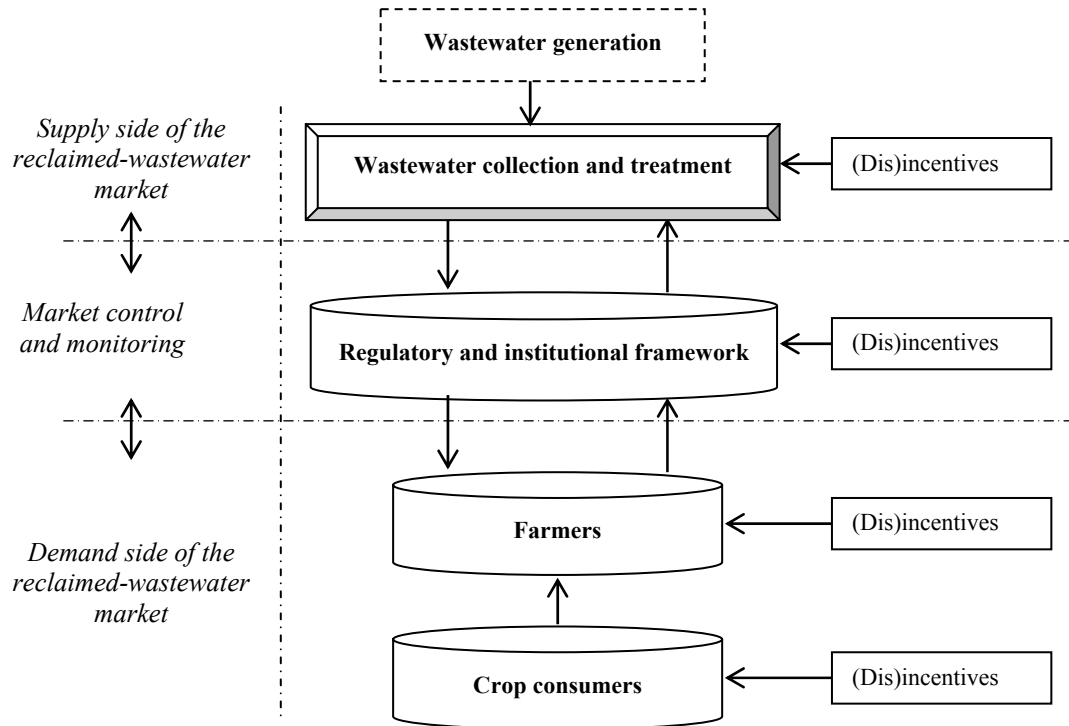 Wastewater generation
Supply side of the
reclaimed-wastewater
market
Wastewater collection and treatment
(Dis)incentives
Market control
and monitoring
Regulatory and institutional framework
(Dis)incentives
Demand side of the
reclaimed-wastewater
market
Farmers
(Dis)incentives
Crop consumers
(Dis)incentives